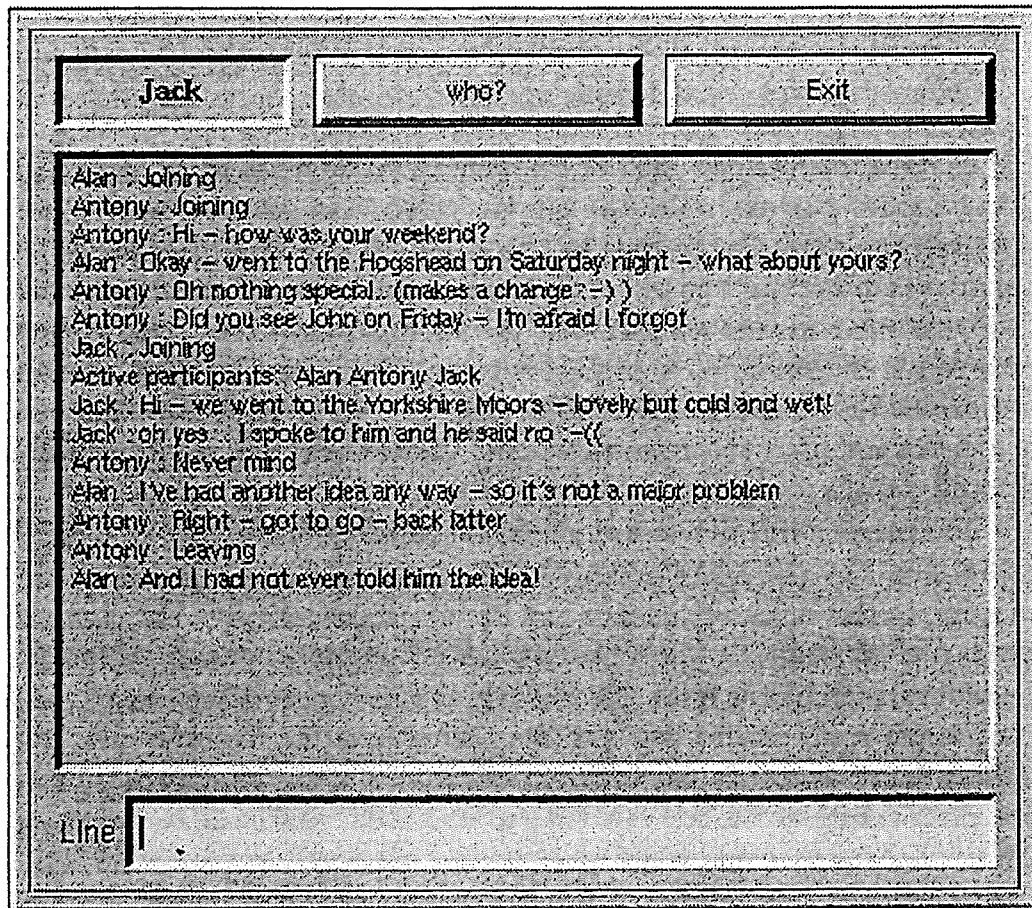 Jack who? Exit
Alan : Joining
Antony : Joining
Antony : Hi – how was your weekend?
Alan : Okay – went to the Hogshead on Saturday night – what about yours?
Antony : Oh nothing special.. (makes a change :–) )
Antony : Did you see John on Friday – I'm afraid I forgot
Jack : Joining
Active participants: Alan Antony Jack
Jack : Hi – we went to the Yorkshire Moors – lovely but cold and wet!
Jack : oh yes ... I spoke to him and he said no :–((
Antony : Never mind
Alan : I've had another idea any way – so it's not a major problem
Antony : Right – got to go – back latter
Antony : Leaving
Alan : And I had not even told him the idea!
Line